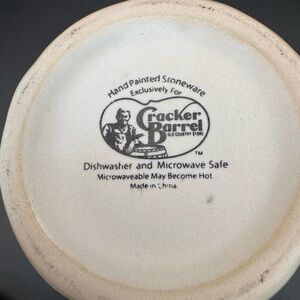 Hand Painted Stoneware
Exclusively For
Cracker
Barrel
OLD COUNTRY STORE
TM
Dishwasher and Microwave Safe
Microwaveable May Become Hot
Made in China